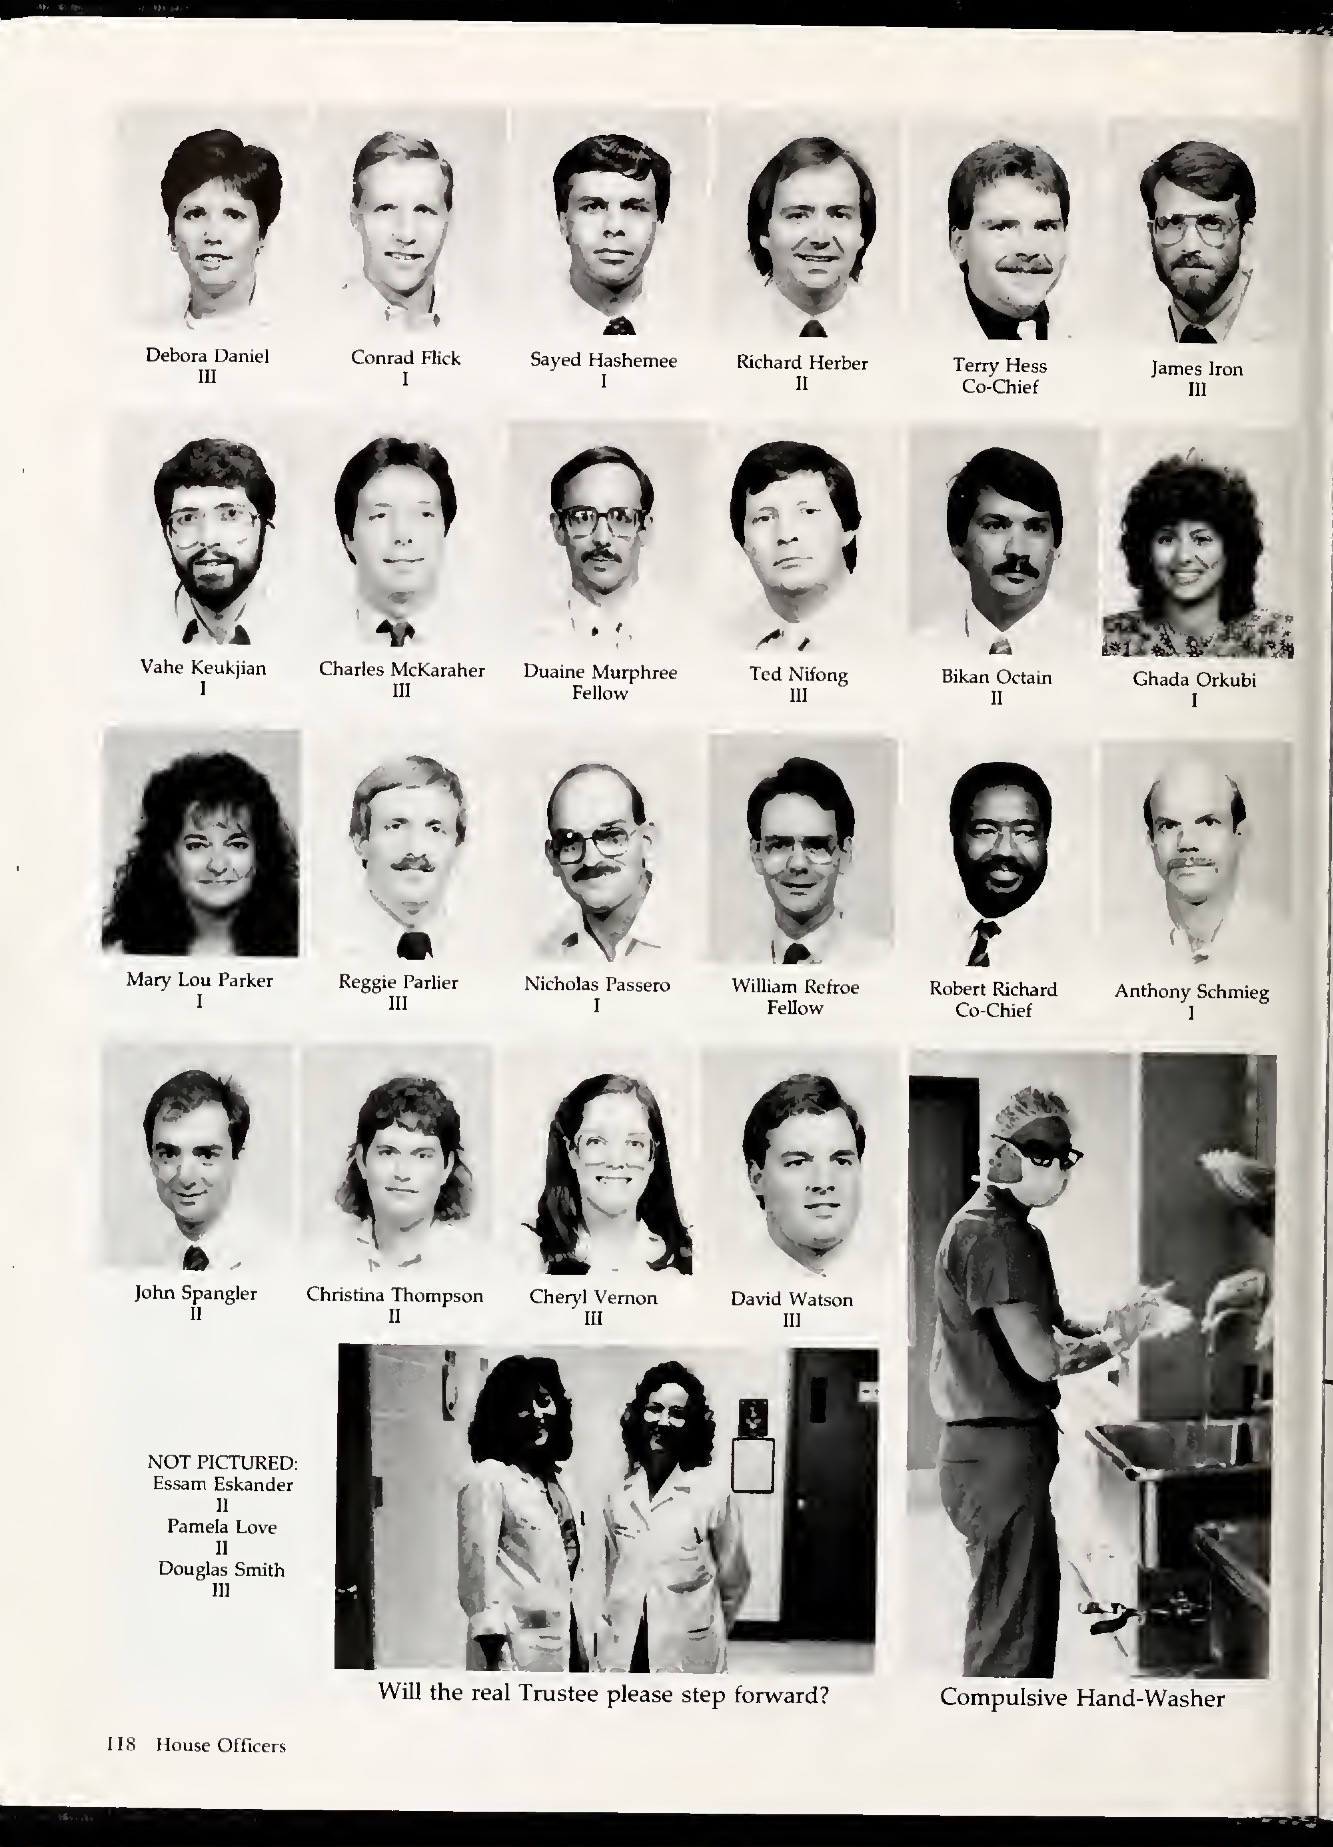 Debora Daniel
III
Conrad Flick
I
Sayed Hashemee
I
Richard Herber
II
Terry Hess
Co-Chief
James Iron
III
Vahe Keukjian
I
Charles McKaraher
III
Duaine Murphree
Fellow
Ted Nifong
III
Bikan Octain
II
Ghada Orkubi
I
Mary Lou Parker
I
Reggie Parlier
III
Nicholas Passero
I
William Refroe
Fellow
Robert Richard
Co-Chief
Anthony Schmieg
I
John Spangler
II
Christina Thompson
II
Cheryl Vernon
III
David Watson
III
NOT PICTURED:
Essam Eskander
II
Pamela Love
II
Douglas Smith
III
Will the real Trustee please step forward?
Compulsive Hand-Washer
118 House Officers